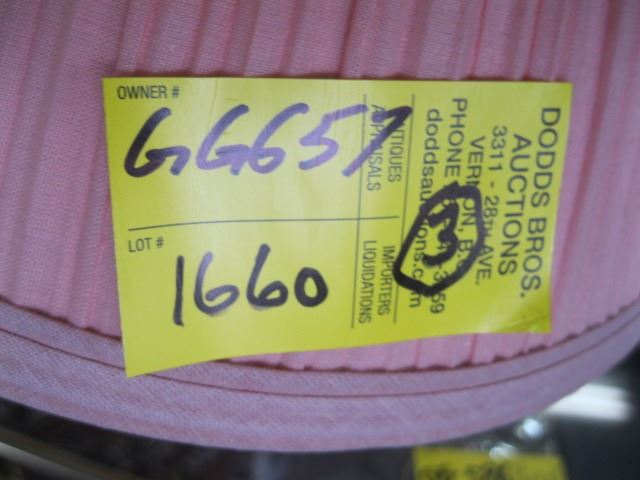 OWNER #
GG657
LOT #
1660
ANTIQUES
APPRAISALS
IMPORTERS
LIQUIDATIONS
DODDS BROS.
AUCTIONS
3311 - 28TH AVE.
VERNON, B.C.
PHONE
doddsauctions.com
3